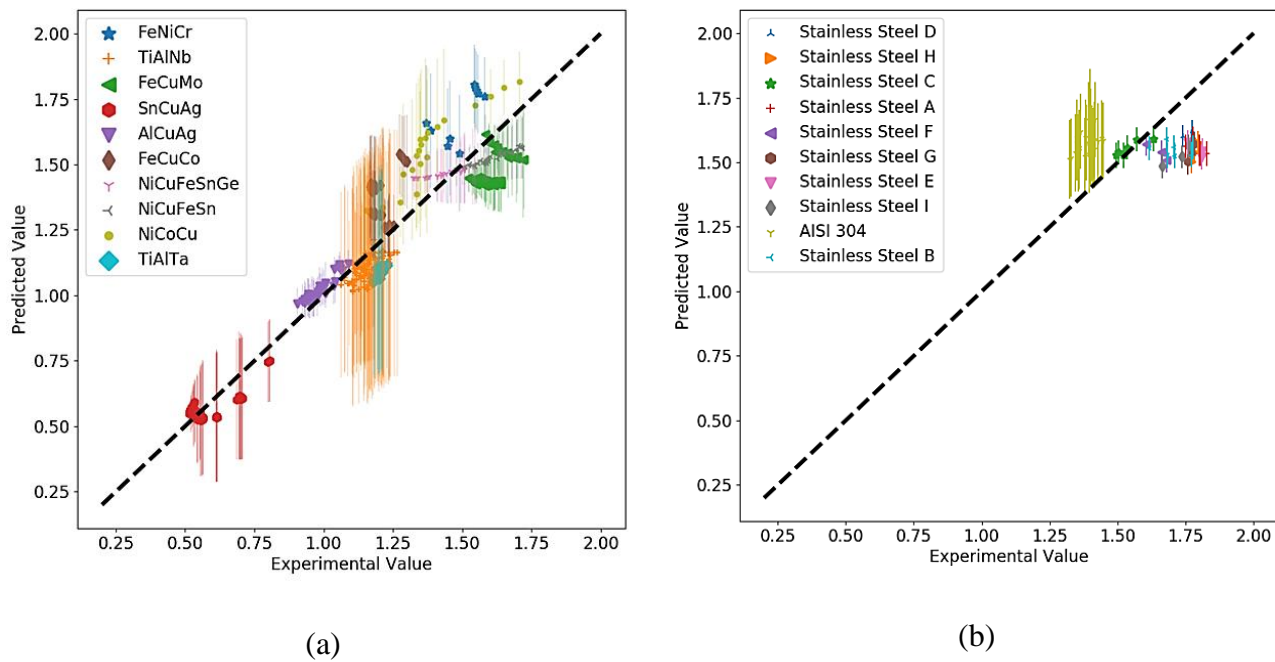 2.00
1.75
1.50
1.25
1.00
0.75
0.50
0.25
Predicted Value
FeNiCr
TiAlNb
FeCuMo
SnCuAg
AlCuAg
FeCuCo
NiCuFeSnGe
NiCuFeSn
NiCoCu
TiAlTa
0.25 0.50 0.75 1.00 1.25 1.50 1.75 2.00
Experimental Value
(a)
2.00
1.75
1.50
1.25
1.00
0.75
0.50
0.25
Predicted Value
Stainless Steel D
Stainless Steel H
Stainless Steel C
Stainless Steel A
Stainless Steel F
Stainless Steel G
Stainless Steel E
Stainless Steel I
AISI 304
Stainless Steel B
0.25 0.50 0.75 1.00 1.25 1.50 1.75 2.00
Experimental Value
(b)